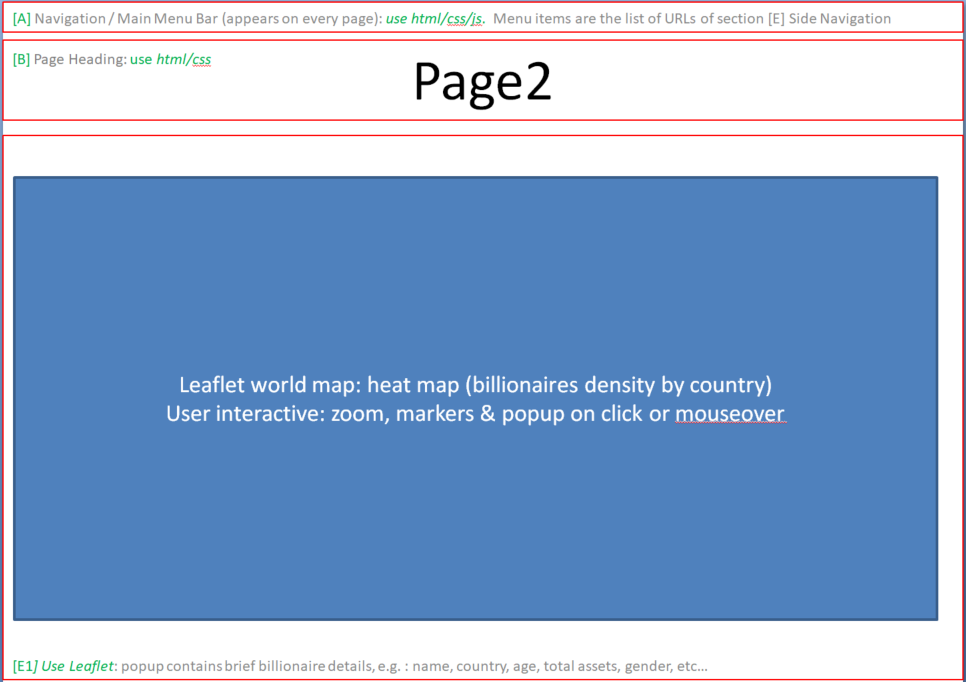 [A] Navigation / Main Menu Bar (appears on every page): use html/css/js.  Menu items are the list of URLs of section [E] Side Navigation
[B] Page Heading: use html/css
Page2
Leaflet world map: heat map (billionaires density by country)
User interactive: zoom, markers & popup on click or mouseover
[E1] Use Leaflet: popup contains brief billionaire details, e.g. : name, country, age, total assets, gender, etc...